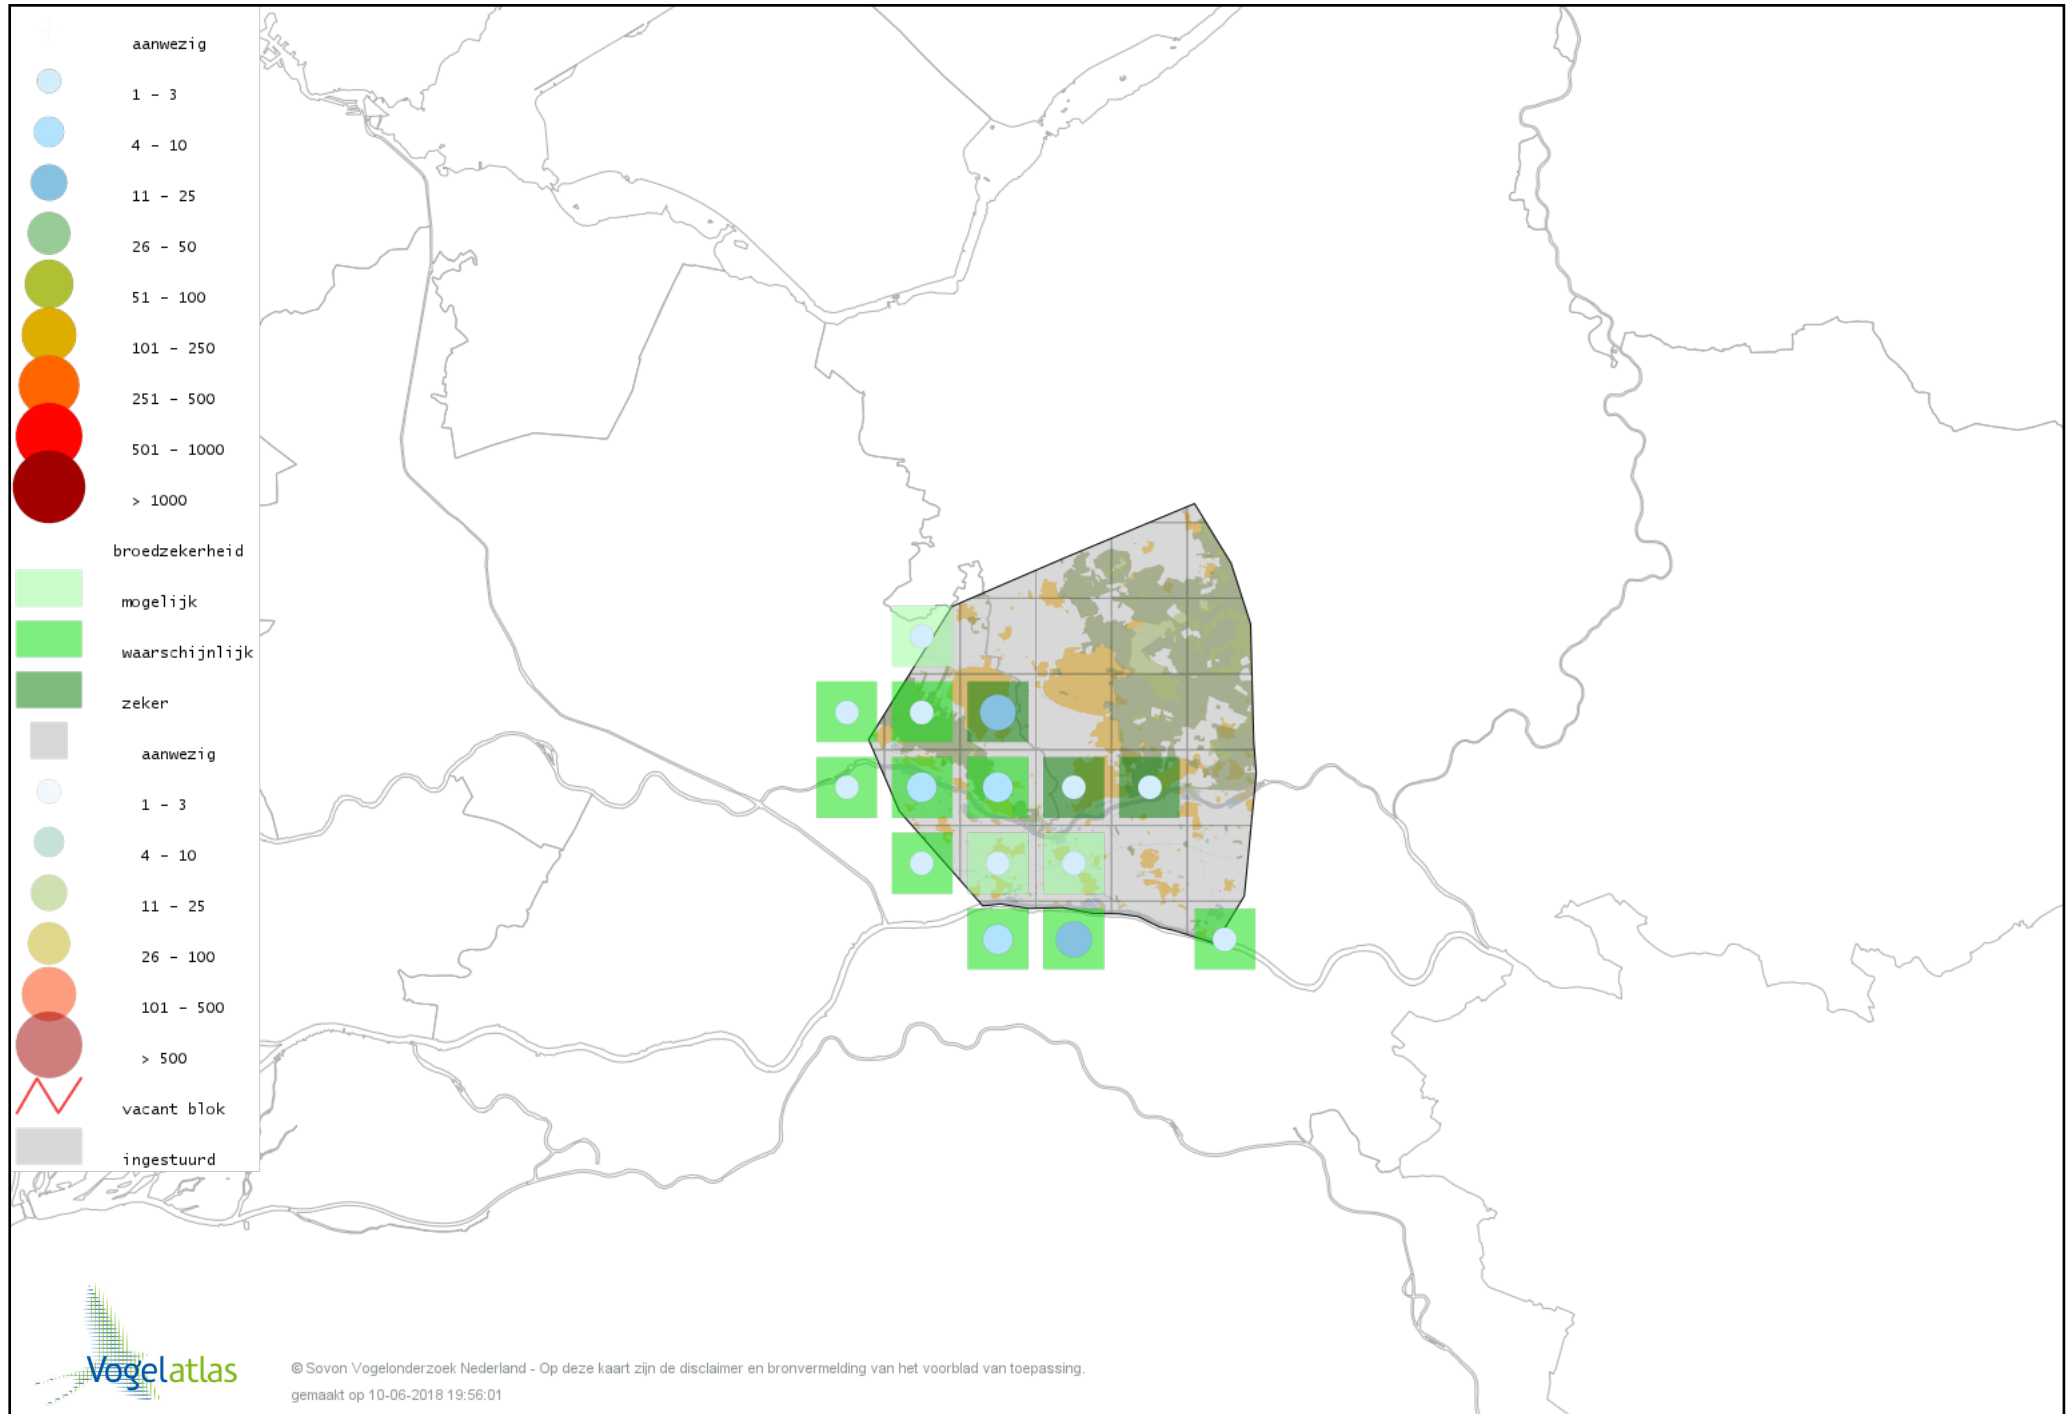 aanwezig
1 - 3
4 - 10
11 - 25
26 - 50
51 - 100
101 - 250
251 - 500
501 - 1000
> 1000
broedzekerheid
mogelijk
waarschijnlijk
zeker
aanwezig
1 - 3
4 - 10
11 - 25
26 - 100
101 - 500
> 500
vacant blok
ingestuurd
Vogelatlas
© Sovon Vogelonderzoek Nederland - Op deze kaart zijn de disclaimer en bronvermelding van het voorblad van toepassing.
gemaakt op 10-06-2018 19:56:01